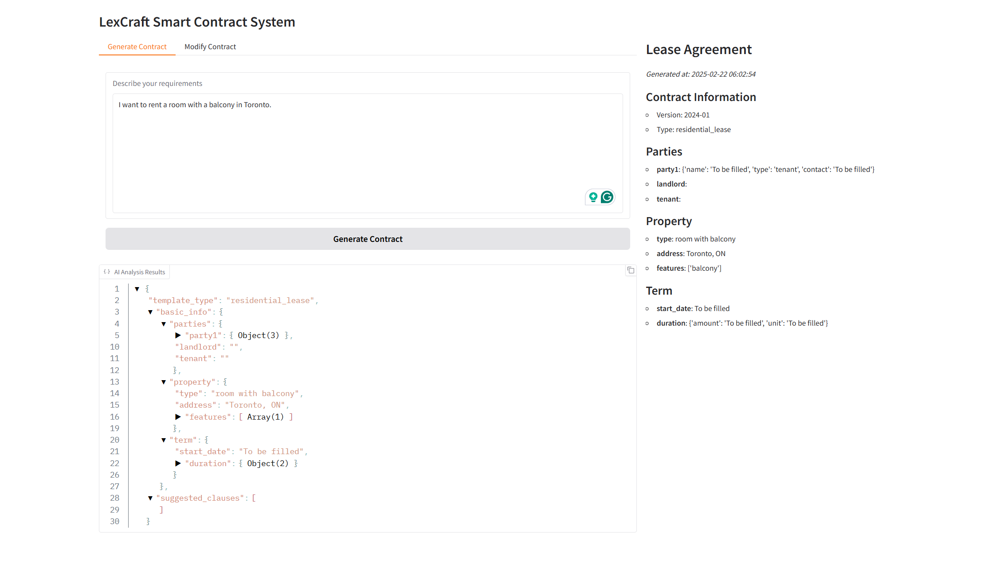 LexCraft Smart Contract System
Generate Contract
Modify Contract
Describe your requirements
I want to rent a room with a balcony in Toronto.
Generate Contract
{} AI Analysis Results
1 ▼ {
2 "template_type": "residential_lease",
3 ▼ "basic_info": {
4 ▼ "parties": {
5 ▶ "party1": { Object(3) },
10 "landlord": "",
11 "tenant": ""
12 },
13 ▼ "property": {
14 "type": "room with balcony",
15 "address": "Toronto, ON",
16 ▶ "features": [ Array(1) ]
19 },
20 ▼ "term": {
21 "start_date": "To be filled",
22 ▶ "duration": { Object(2) }
26 }
27 },
28 ▼ "suggested_clauses": [
29 ]
30 }
Lease Agreement
Generated at: 2025-02-22 06:02:54
Contract Information
Version: 2024-01
Type: residential_lease
Parties
party1: {'name': 'To be filled', 'type': 'tenant', 'contact': 'To be filled'}
landlord:
tenant:
Property
type: room with balcony
address: Toronto, ON
features: ['balcony']
Term
start_date: To be filled
duration: {'amount': 'To be filled', 'unit': 'To be filled'}